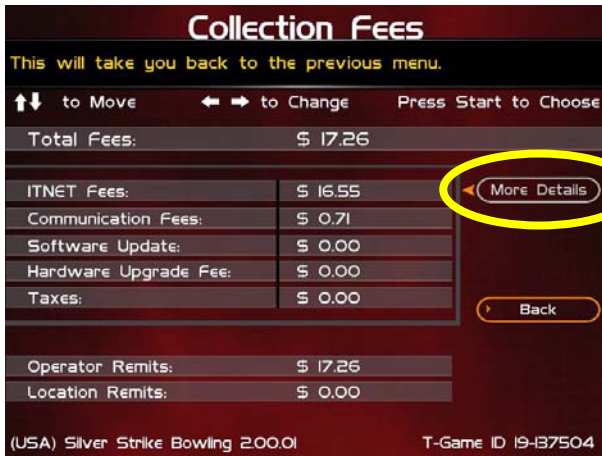 Collection Fees
This will take you back to the previous menu.
to Move to Change Press Start to Choose
Total Fees: $ 17.26
ITNET Fees: $ 16.55 More Details
Communication Fees: $ 0.71
Software Update: $ 0.00
Hardware Upgrade Fee: $ 0.00
Taxes: $ 0.00
Back
Operator Remits: $ 17.26
Location Remits: $ 0.00
(USA) Silver Strike Bowling 2.00.01 T-Game ID 19-137504